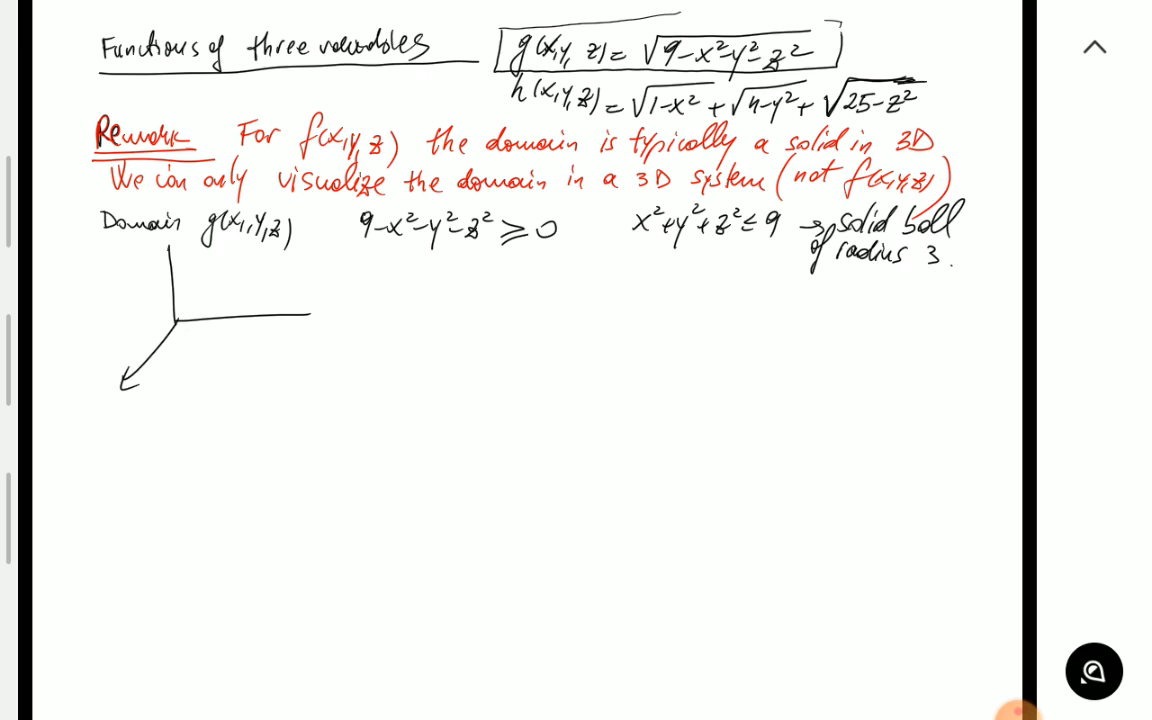 Functions of three variables g(x,y,z) = √9-x²-y²-z²
h(x,y,z) = √1-x² + √4-y² + √25-z²
Remark For f(x,y,z) the domain is typically a solid in 3D
We can only visualize the domain in a 3D system (not f(x,y,z))
Domain g(x,y,z) 9-x²-y²-z² ≥ 0 x²+y²+z² ≤ 9 → solid ball
of radius 3.